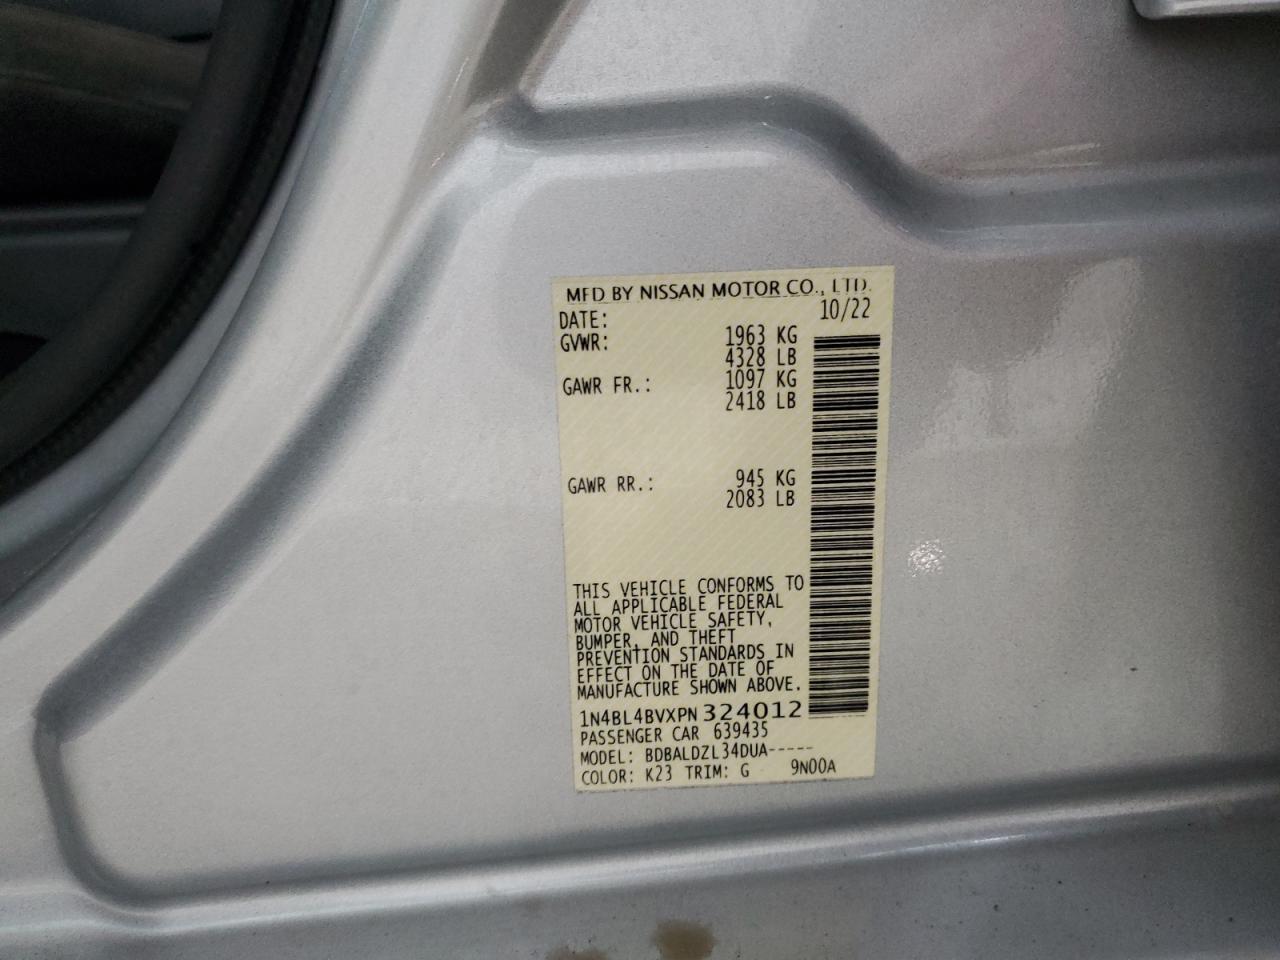 MFD BY NISSAN MOTOR CO., LTD.
DATE: 10/22
GVWR: 1963 KG
4328 LB
GAWR FR.: 1097 KG
2418 LB
GAWR RR.: 945 KG
2083 LB
THIS VEHICLE CONFORMS TO
ALL APPLICABLE FEDERAL
MOTOR VEHICLE SAFETY,
BUMPER, AND THEFT
PREVENTION STANDARDS IN
EFFECT ON THE DATE OF
MANUFACTURE SHOWN ABOVE.
1N4BL4BVXPN324012
PASSENGER CAR 639435
MODEL: BDBALDZL34DUA-----
COLOR: K23 TRIM: G 9N00A